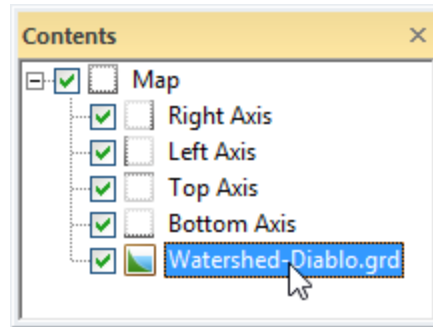 Contents
Map
Right Axis
Left Axis
Top Axis
Bottom Axis
Watershed-Diablo.grd